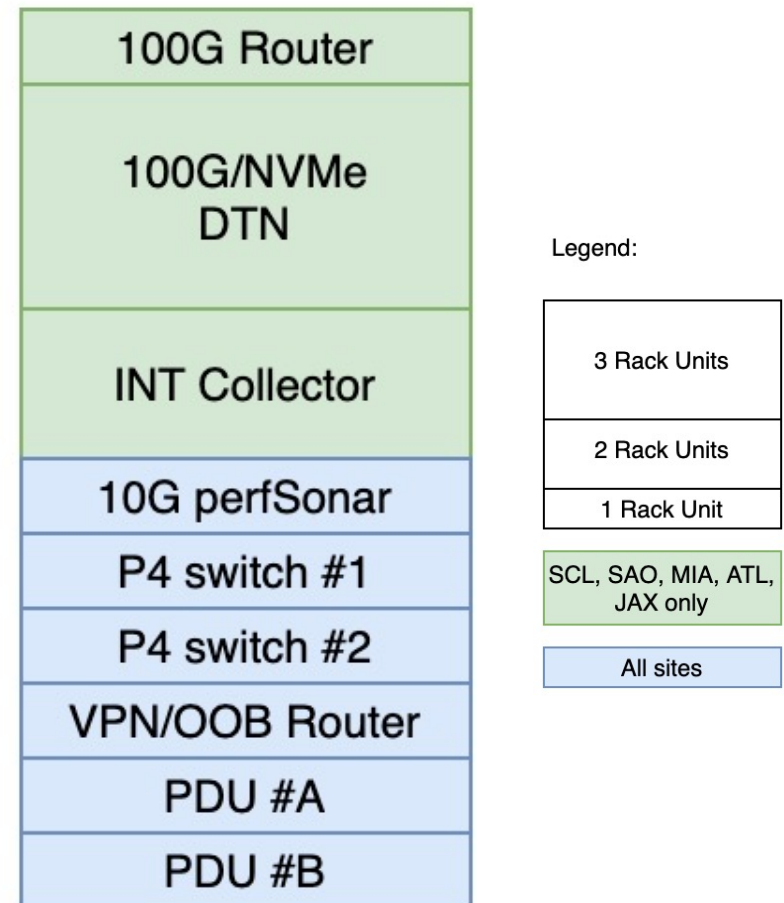 100G Router
100G/NVMe
DTN
INT Collector
10G perfSonar
P4 switch #1
P4 switch #2
VPN/OOB Router
PDU #A
PDU #B
Legend:
3 Rack Units
2 Rack Units
1 Rack Unit
SCL, SAO, MIA, ATL,
JAX only
All sites